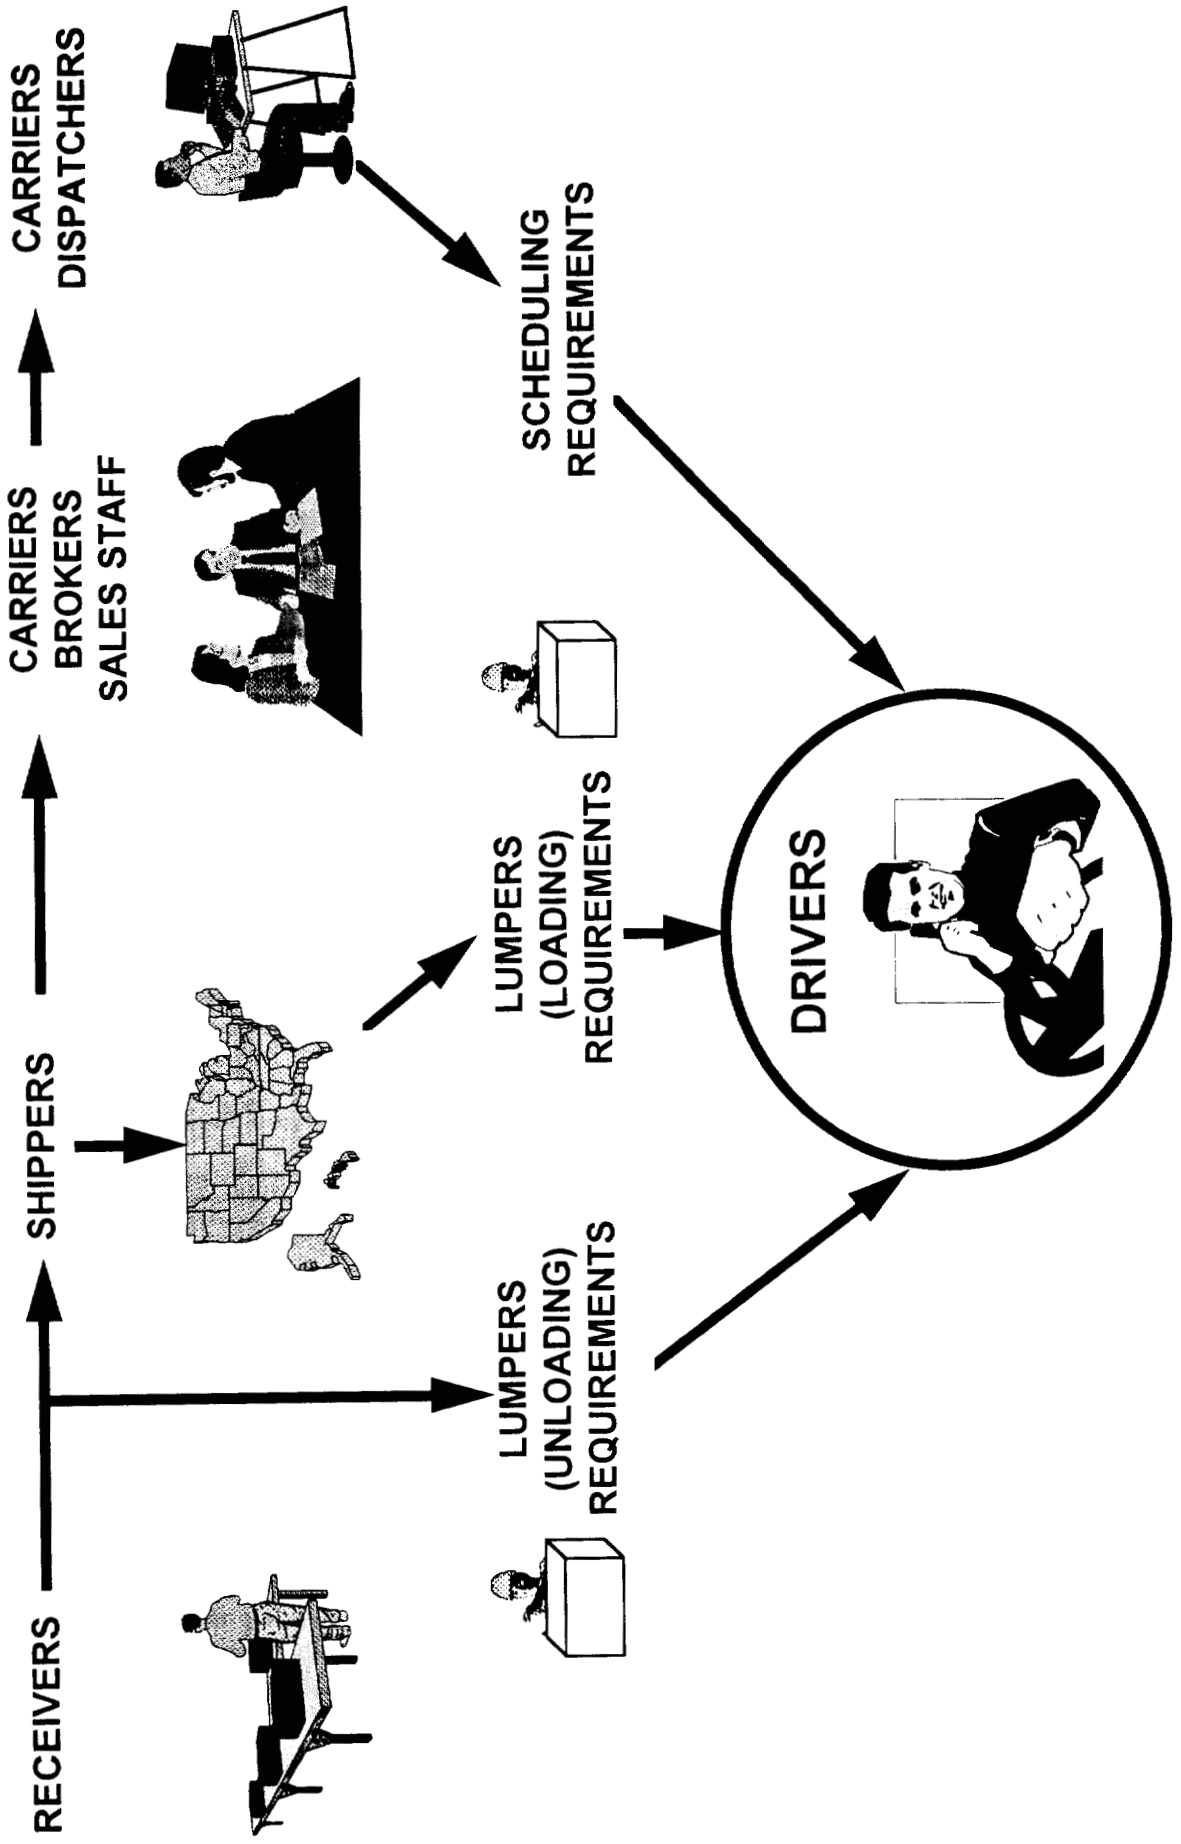 RECEIVERS
SHIPPERS
CARRIERS
BROKERS
SALES STAFF
CARRIERS
DISPATCHERS
LUMPERS
(UNLOADING)
REQUIREMENTS
LUMPERS
(LOADING)
REQUIREMENTS
SCHEDULING
REQUIREMENTS
DRIVERS